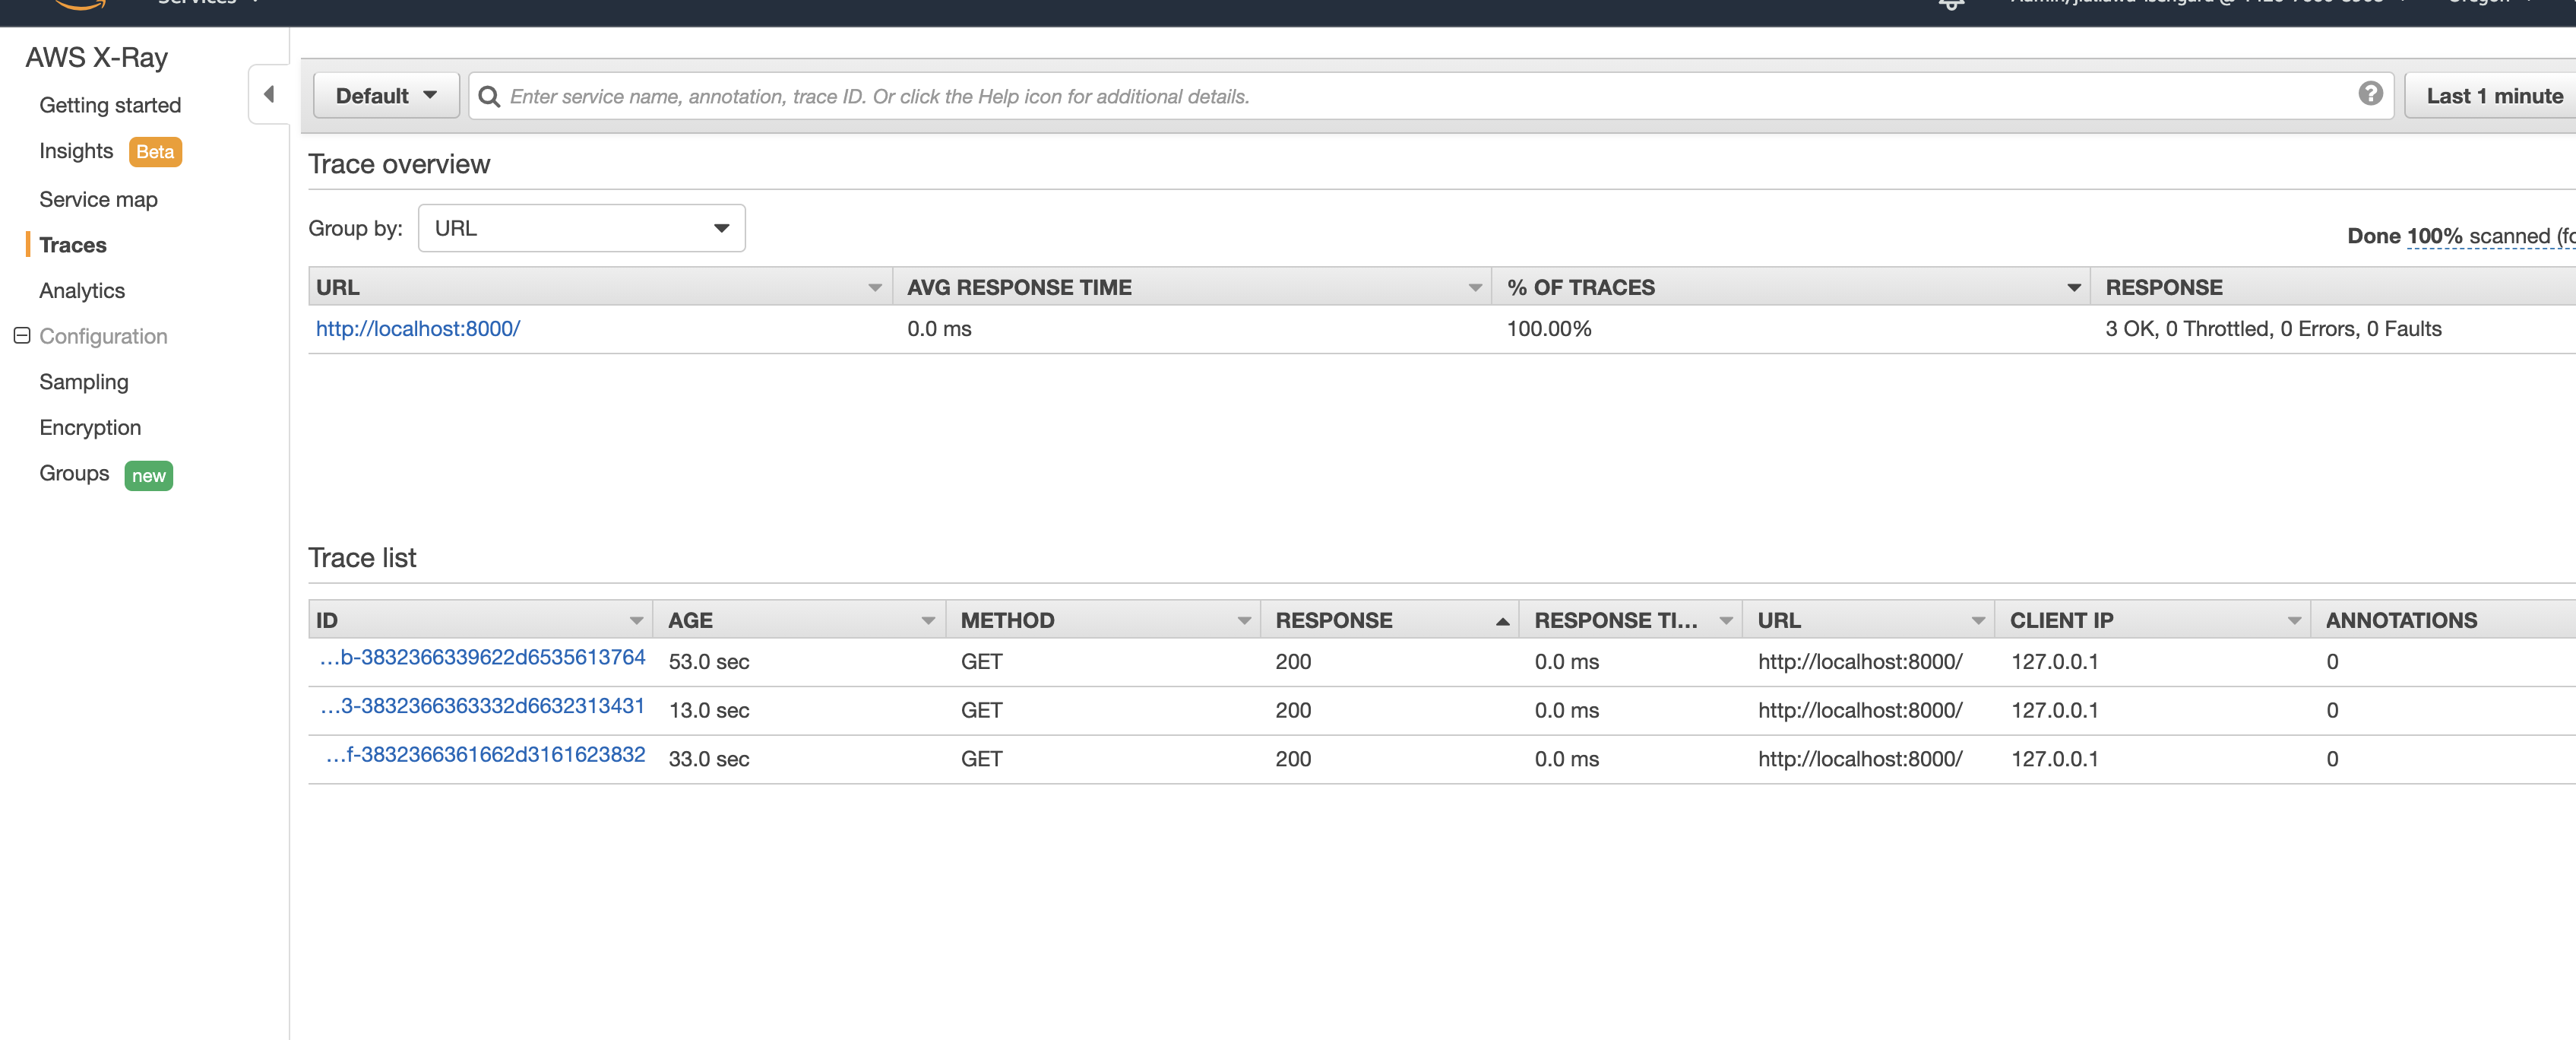 Services
AWS X-Ray
Getting started
Insights Beta
Service map
Traces
Analytics
Configuration
Sampling
Encryption
Groups new
Default Enter service name, annotation, trace ID. Or click the Help icon for additional details. ? Last 1 minute
Trace overview
Group by: URL
Done 100% scanned (fo
URL AVG RESPONSE TIME % OF TRACES RESPONSE
http://localhost:8000/ 0.0 ms 100.00% 3 OK, 0 Throttled, 0 Errors, 0 Faults
Trace list
ID AGE METHOD RESPONSE RESPONSE TI... URL CLIENT IP ANNOTATIONS
...b-3832366339622d6535613764 53.0 sec GET 200 0.0 ms http://localhost:8000/ 127.0.0.1 0
...3-3832366363332d6632313431 13.0 sec GET 200 0.0 ms http://localhost:8000/ 127.0.0.1 0
...f-3832366361662d3161623832 33.0 sec GET 200 0.0 ms http://localhost:8000/ 127.0.0.1 0